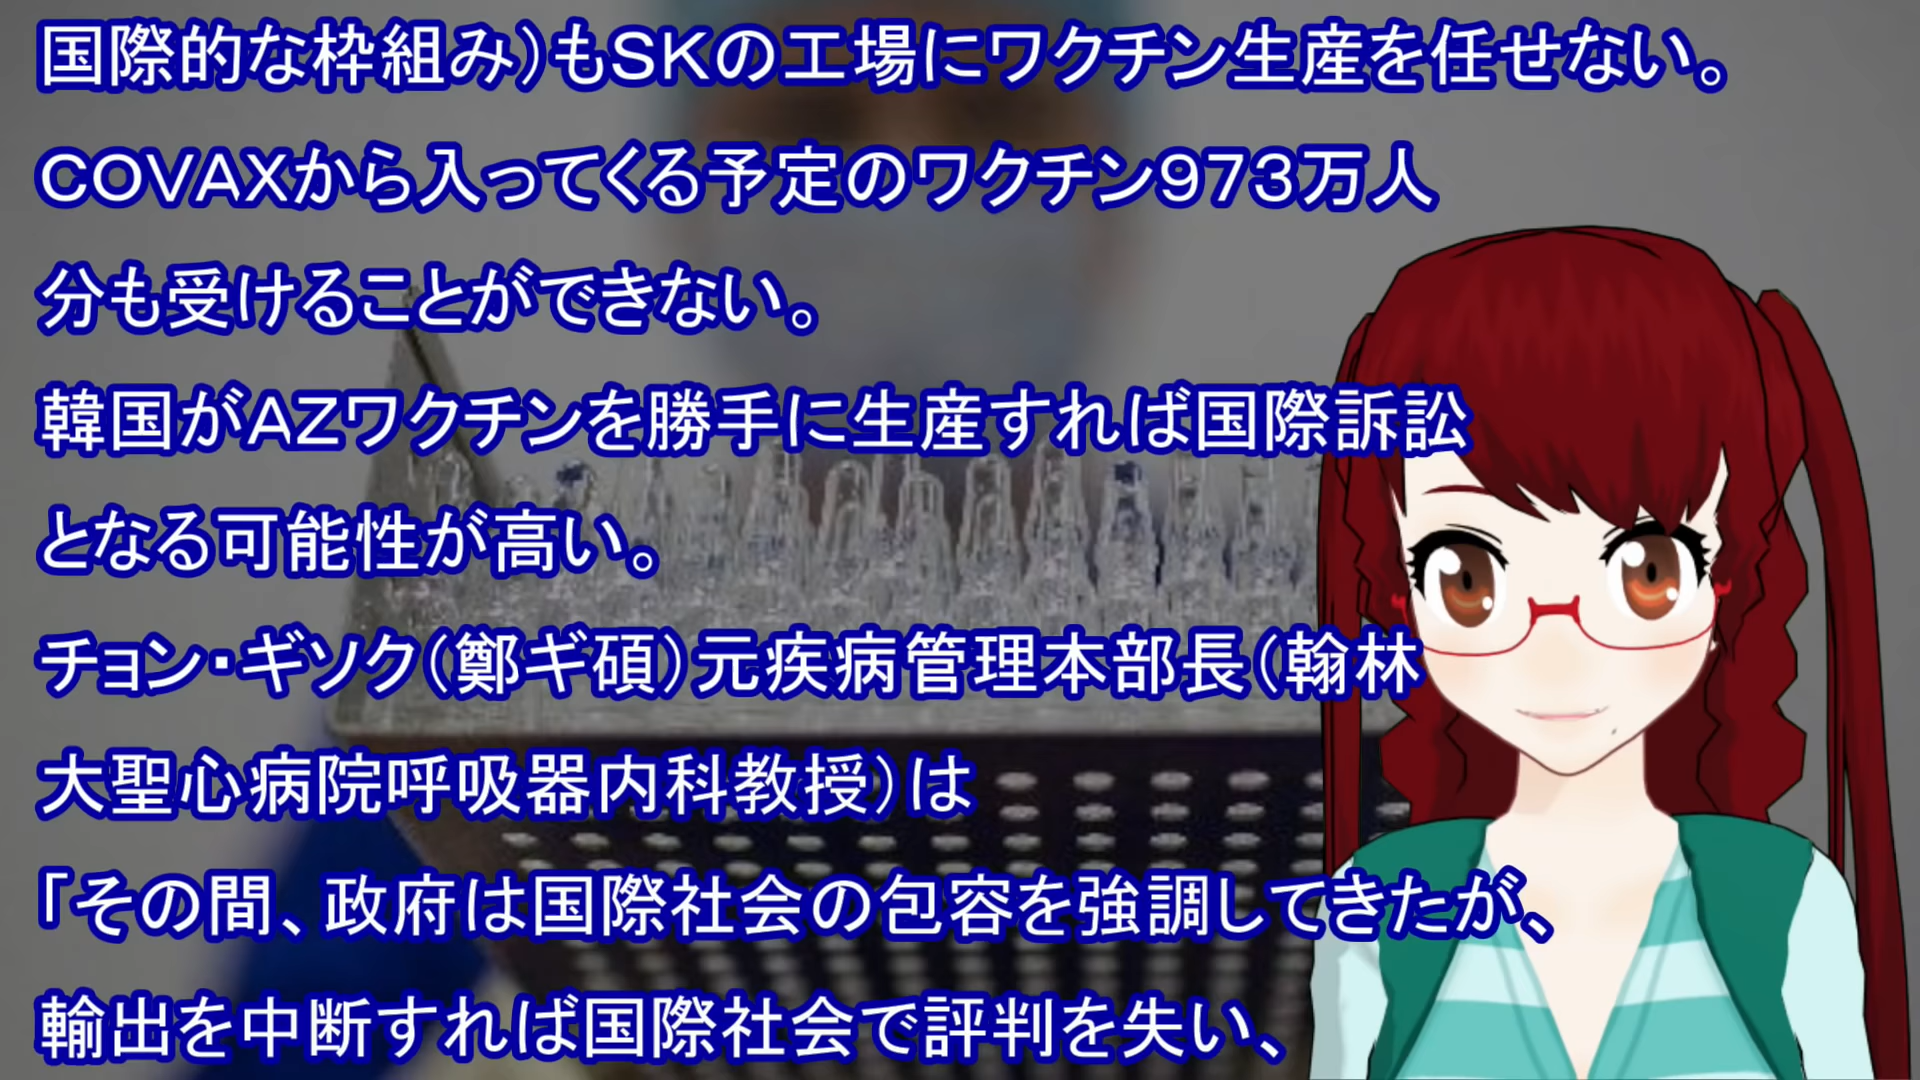 国際的な枠組み）もＳＫの工場にワクチン生産を任せない。
ＣＯＶＡＸから入ってくる予定のワクチン９７３万人
分も受けることができない。
韓国がＡＺワクチンを勝手に生産すれば国際訴訟
となる可能性が高い。
チョン・ギソク（鄭ギ碩）元疾病管理本部長（翰林
大聖心病院呼吸器内科教授）は
「その間、政府は国際社会の包容を強調してきたが、
輸出を中断すれば国際社会で評判を失い、